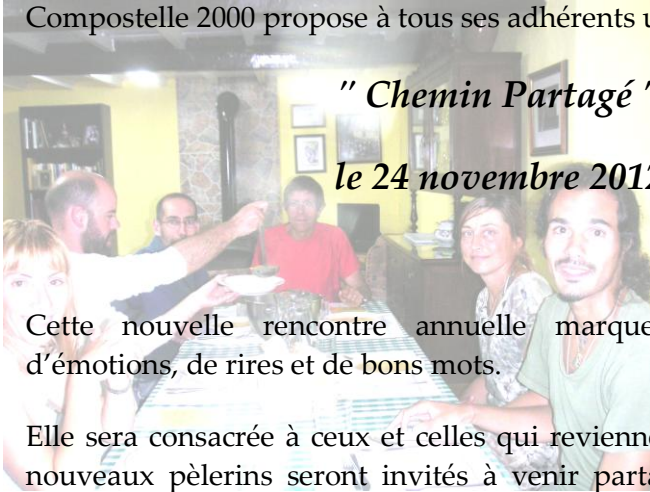 Compostelle 2000 propose à tous ses adhérents
" Chemin Partagé "
le 24 novembre 2012
Cette nouvelle rencontre annuelle
d'émotions, de rires et de bons mots.
Elle sera consacrée à ceux et celles qui
nouveaux pèlerins seront invités à venir